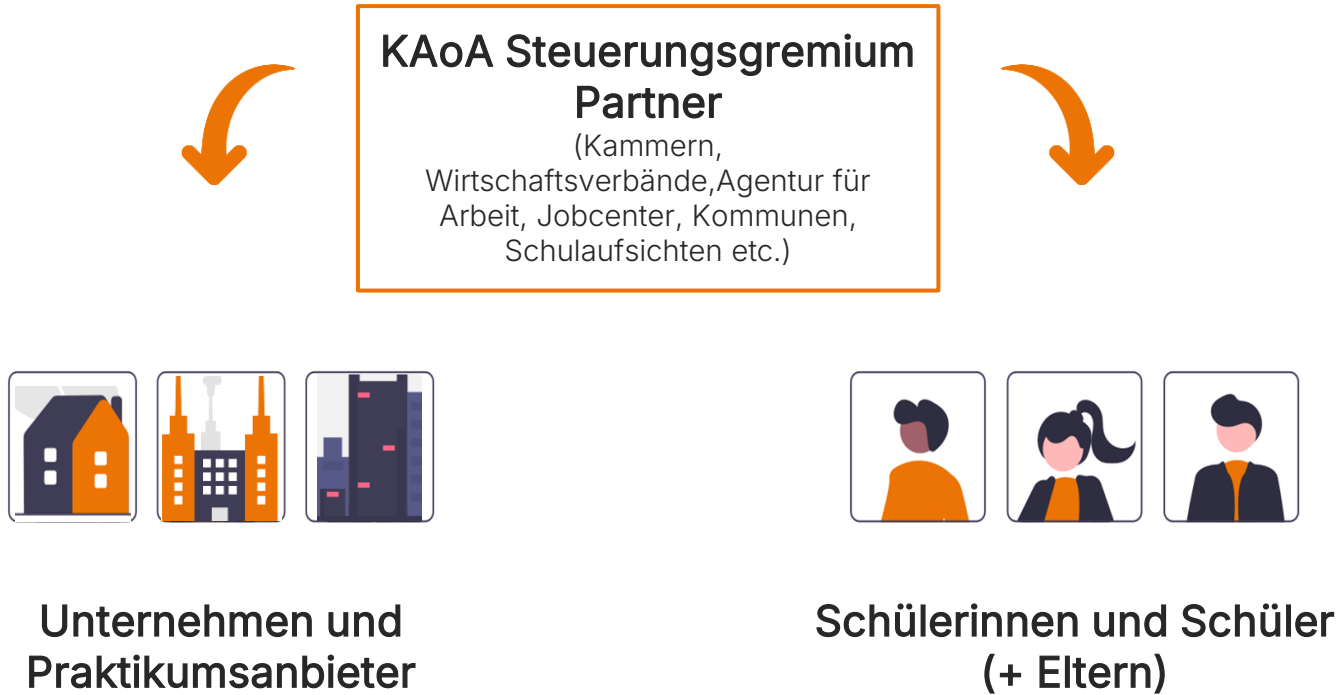 KAoA Steuerungsgremium
Partner
(Kammern,
Wirtschaftsverbände,Agentur für
Arbeit, Jobcenter, Kommunen,
Schulaufsichten etc.)
Unternehmen und
Praktikumsanbieter
Schülerinnen und Schüler
(+ Eltern)